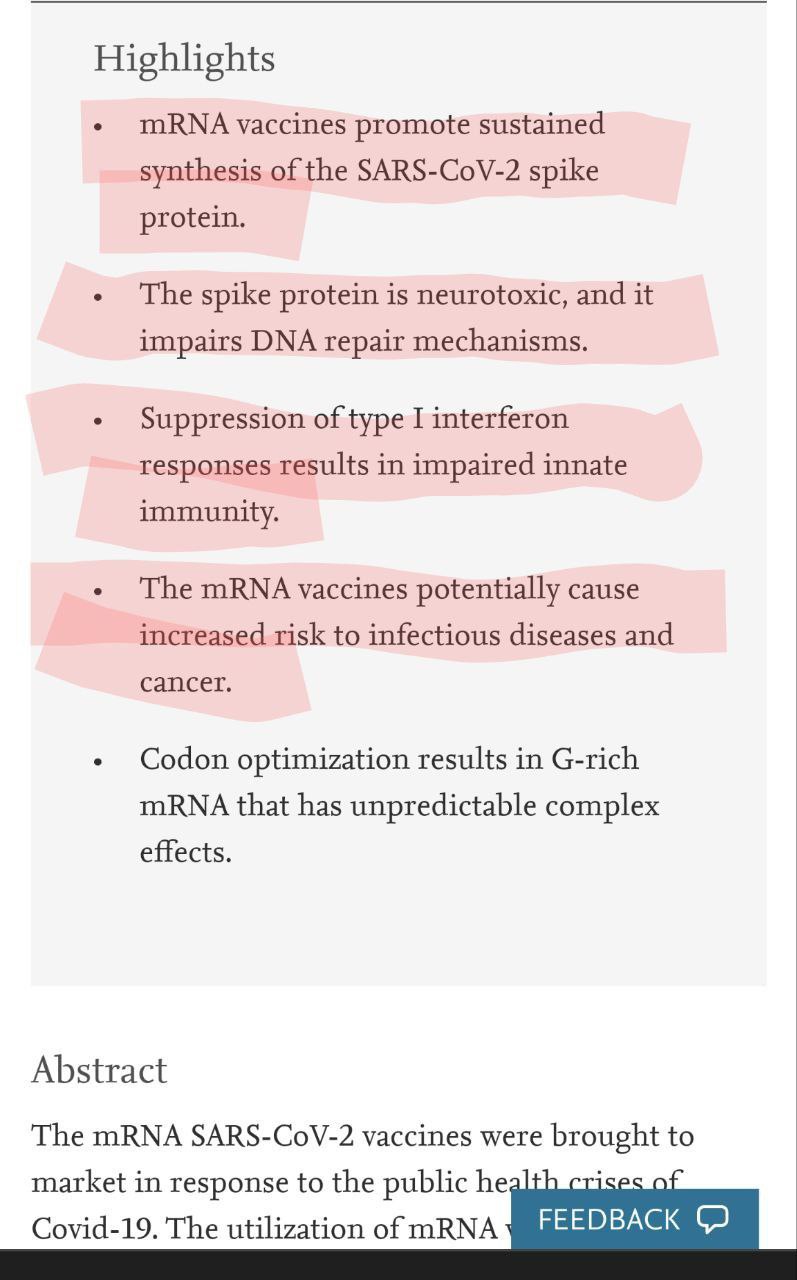 Highlights
• mRNA vaccines promote sustained
synthesis of the SARS-CoV-2 spike
protein.
• The spike protein is neurotoxic, and it
impairs DNA repair mechanisms.
• Suppression of type I interferon
responses results in impaired innate
immunity.
• The mRNA vaccines potentially cause
increased risk to infectious diseases and
cancer.
• Codon optimization results in G-rich
mRNA that has unpredictable complex
effects.
Abstract
The mRNA SARS-CoV-2 vaccines were brought to
market in response to the public health crises of
Covid-19. The utilization of mRNA
FEEDBACK